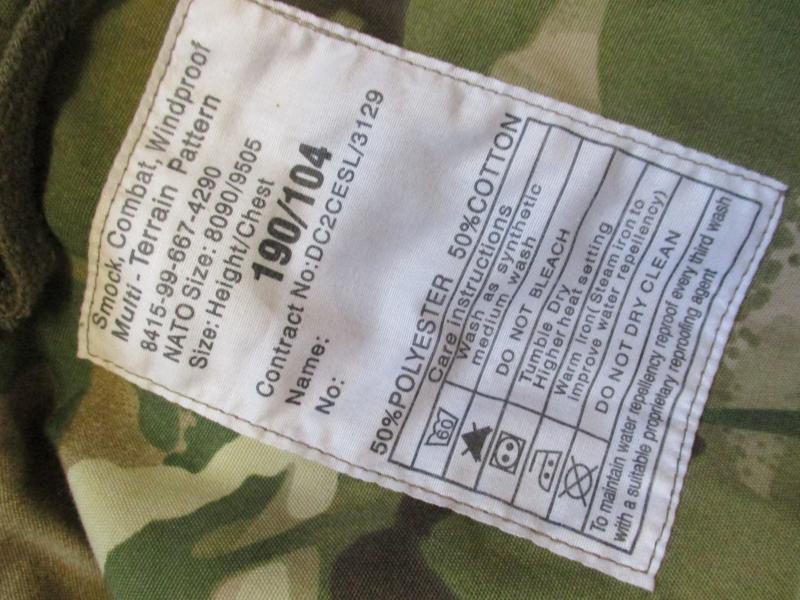 Smock, Combat, Windproof
Multi - Terrain Pattern
8415-99-667-4290
NATO Size: 8090/9505
Size: Height/Chest
190/104
Contract No:DC2CESL/3129
Name:
No:
50%POLYESTER 50%COTTON
Care instructions
60
Wash as synthetic
medium wash
DO NOT BLEACH
Tumble Dry
Higher heat setting
Warm Iron( Steam iron to
improve water repellency)
DO NOT DRY CLEAN
To maintain water repellency reproof every third wash
with a suitable proprietary reproofing agent